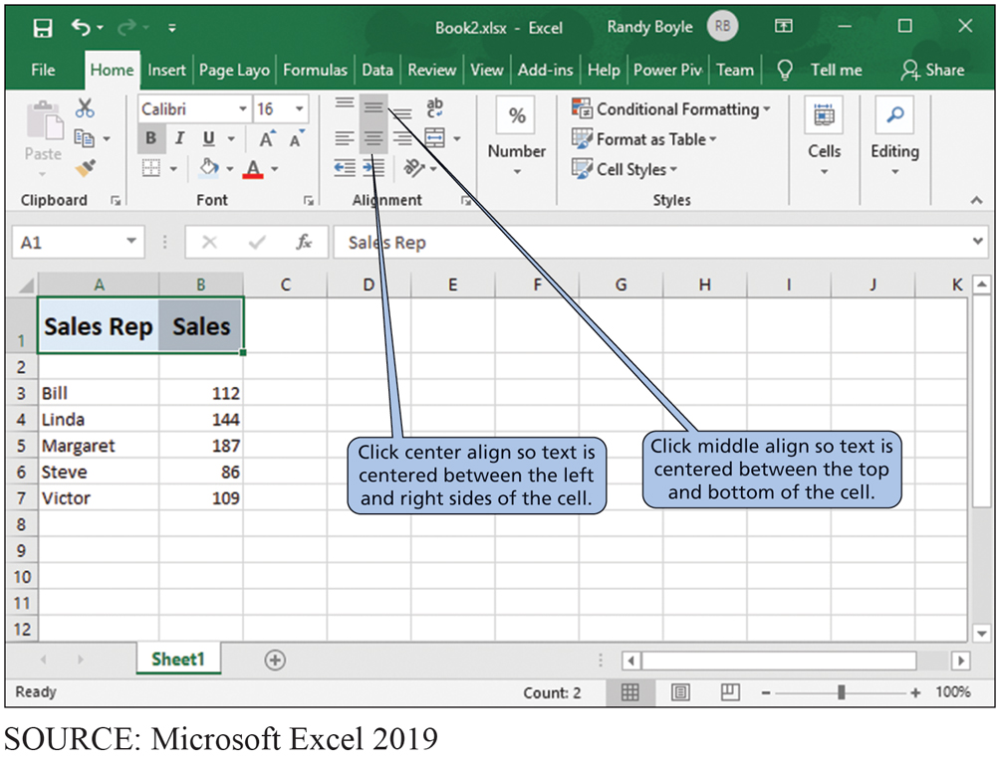 Book2.xlsx - Excel
Randy Boyle
RB
File Home Insert Page Layo Formulas Data Review View Add-ins Help Power Piv Team Tell me Share
Paste
Clipboard
Calibri 16
B I U A A
A
Font
ab
Alignment
%
Number
Conditional Formatting
Format as Table
Cell Styles
Styles
Cells
Editing
A1 fx Sales Rep
A B C D E F G H I J K
1 Sales Rep Sales
2
3 Bill 112
4 Linda 144
5 Margaret 187
6 Steve 86
7 Victor 109
8
9
10
11
12
Click center align so text is
centered between the left
and right sides of the cell.
Click middle align so text is
centered between the top
and bottom of the cell.
Sheet1
Ready Count: 2 100%
SOURCE: Microsoft Excel 2019